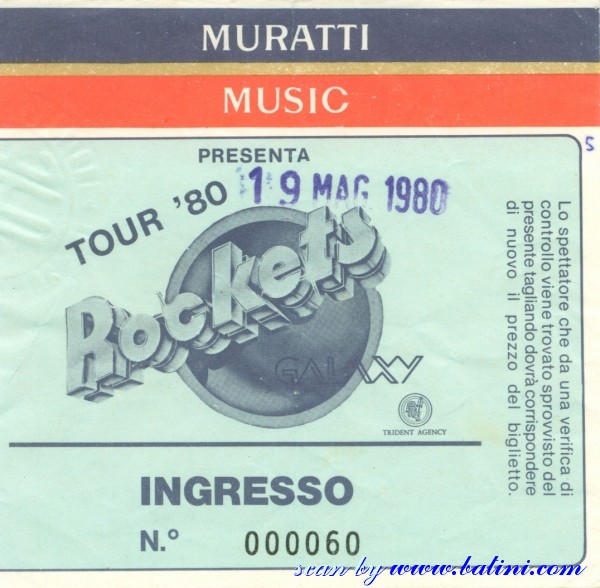 MURATTI
MUSIC
PRESENTA
TOUR '80
19 MAG 1980
Rockets
GALAXY
TRIDENT AGENCY
INGRESSO
N.° 000060
Lo spettatore che da una verifica di
controllo viene trovato sprovvisto del
presente tagliando dovrà corrispondere
di nuovo il prezzo del biglietto.
5
scan by www.batini.com